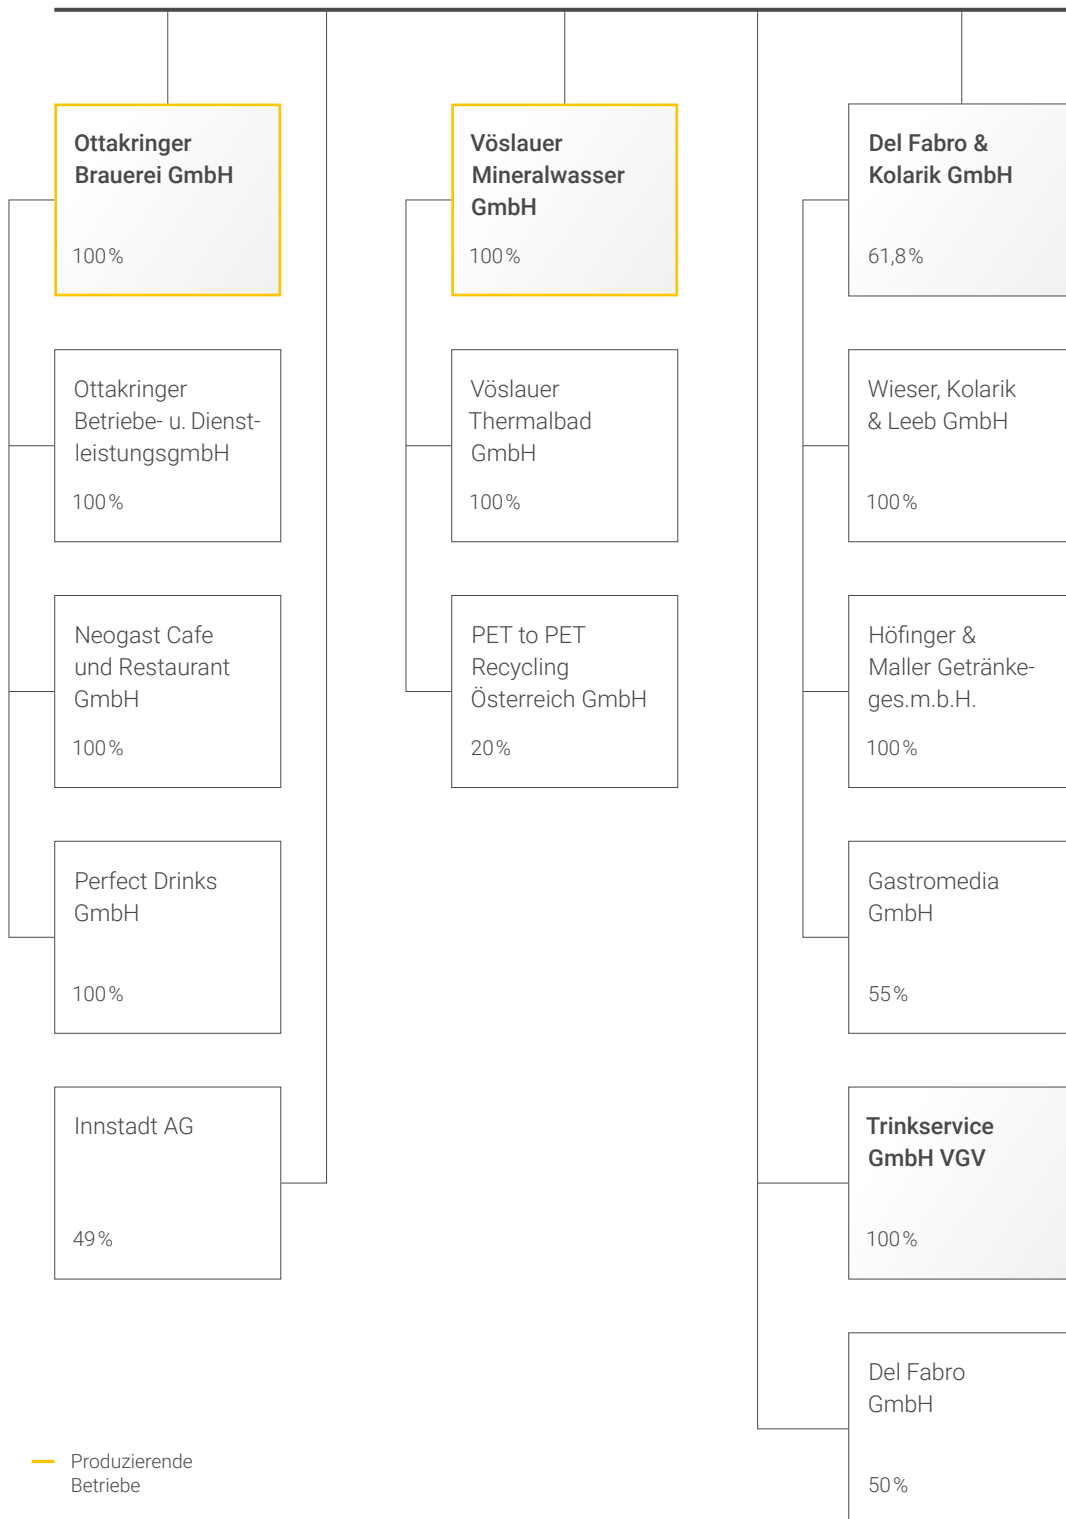 Ottakringer
Brauerei GmbH
100 %
Ottakringer
Betriebe- u. Dienst-
leistungsgmbH
100 %
Neogast Cafe
und Restaurant
GmbH
100 %
Perfect Drinks
GmbH
100 %
Innstadt AG
49 %
Vöslauer
Mineralwasser
GmbH
100 %
Vöslauer
Thermalbad
GmbH
100 %
PET to PET
Recycling
Österreich GmbH
20 %
Del Fabro &
Kolarik GmbH
61,8 %
Wieser, Kolarik
& Leeb GmbH
100 %
Höfinger &
Maller Getränke-
ges.m.b.H.
100 %
Gastromedia
GmbH
55 %
Trinkservice
GmbH VGV
100 %
Del Fabro
GmbH
50 %
Produzierende
Betriebe